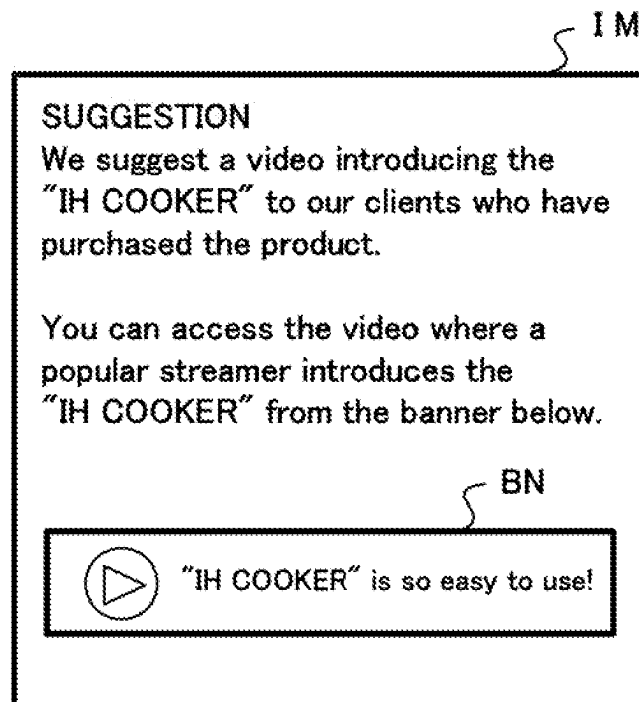 I M
SUGGESTION
We suggest a video introducing the
"IH COOKER" to our clients who have
purchased the product.
You can access the video where a
popular streamer introduces the
"IH COOKER" from the banner below.
BN
"IH COOKER" is so easy to use!